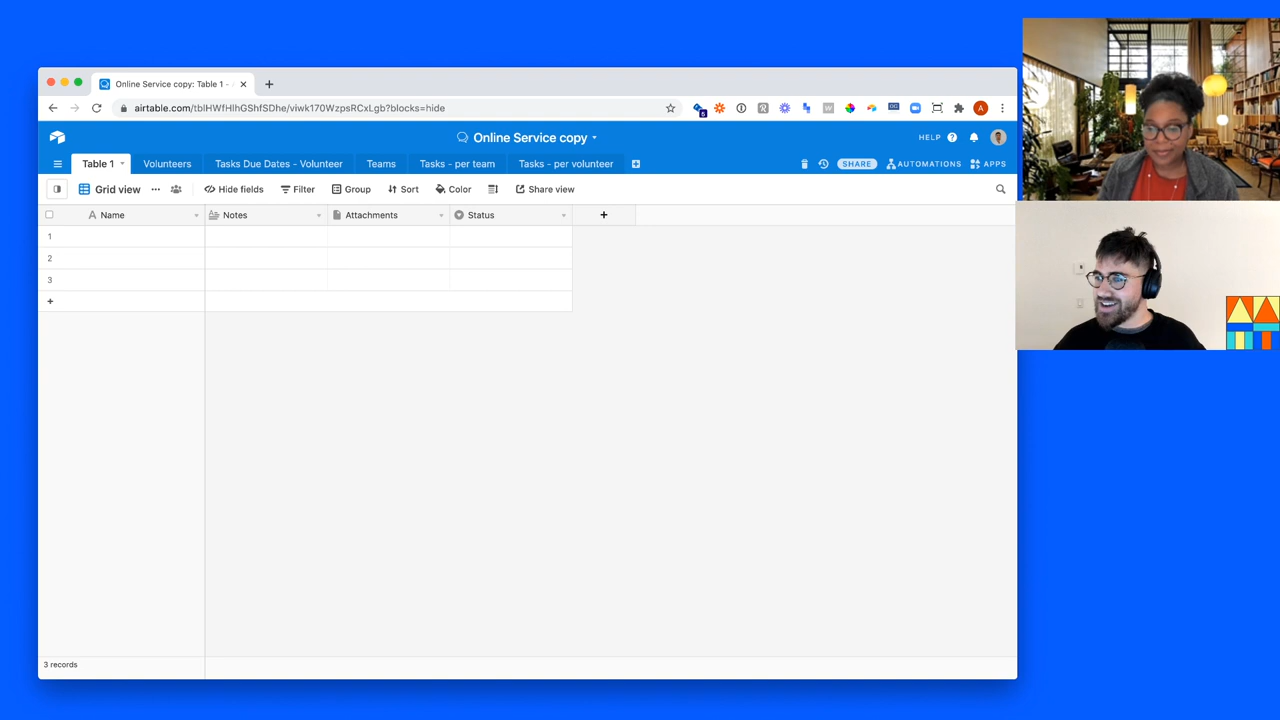 Online Service copy: Table 1 -
airtable.com/tblHWfHlhGShfSDhe/viwk170WzpsRCxLgb?blocks=hide
5
Online Service copy
HELP
Table 1
Volunteers
Tasks Due Dates - Volunteer
Teams
Tasks - per team
Tasks - per volunteer
SHARE
AUTOMATIONS
APPS
Grid view
Hide fields
Filter
Group
Sort
Color
Share view
Name
Notes
Attachments
Status
1
2
3
3 records